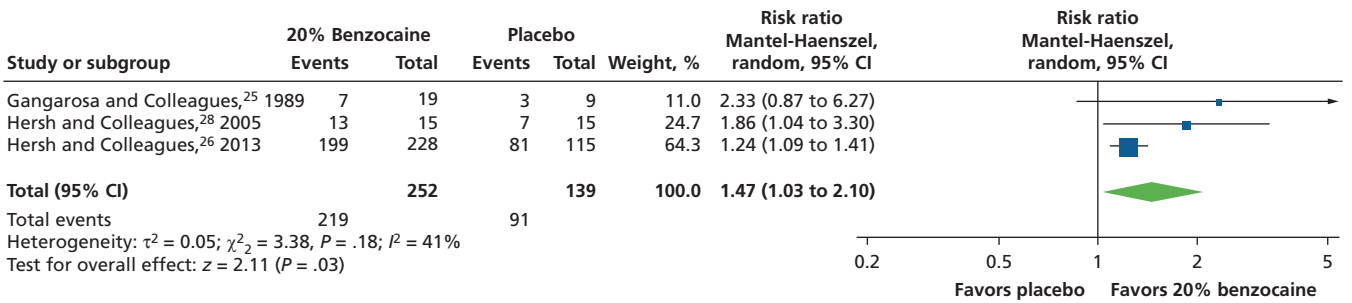 20% Benzocaine Placebo Risk ratio Mantel-Haenszel, random, 95% CI Risk ratio Mantel-Haenszel, random, 95% CI
Study or subgroup Events Total Events Total Weight, %
Gangarosa and Colleagues,25 1989 7 19 3 9 11.0 2.33 (0.87 to 6.27)
Hersh and Colleagues,28 2005 13 15 7 15 24.7 1.86 (1.04 to 3.30)
Hersh and Colleagues,26 2013 199 228 81 115 64.3 1.24 (1.09 to 1.41)
Total (95% CI) 252 139 100.0 1.47 (1.03 to 2.10)
Total events 219 91
Heterogeneity: τ2 = 0.05; χ22 = 3.38, P = .18; I2 = 41%
Test for overall effect: z = 2.11 (P = .03)
0.2 0.5 1 2 5
Favors placebo Favors 20% benzocaine